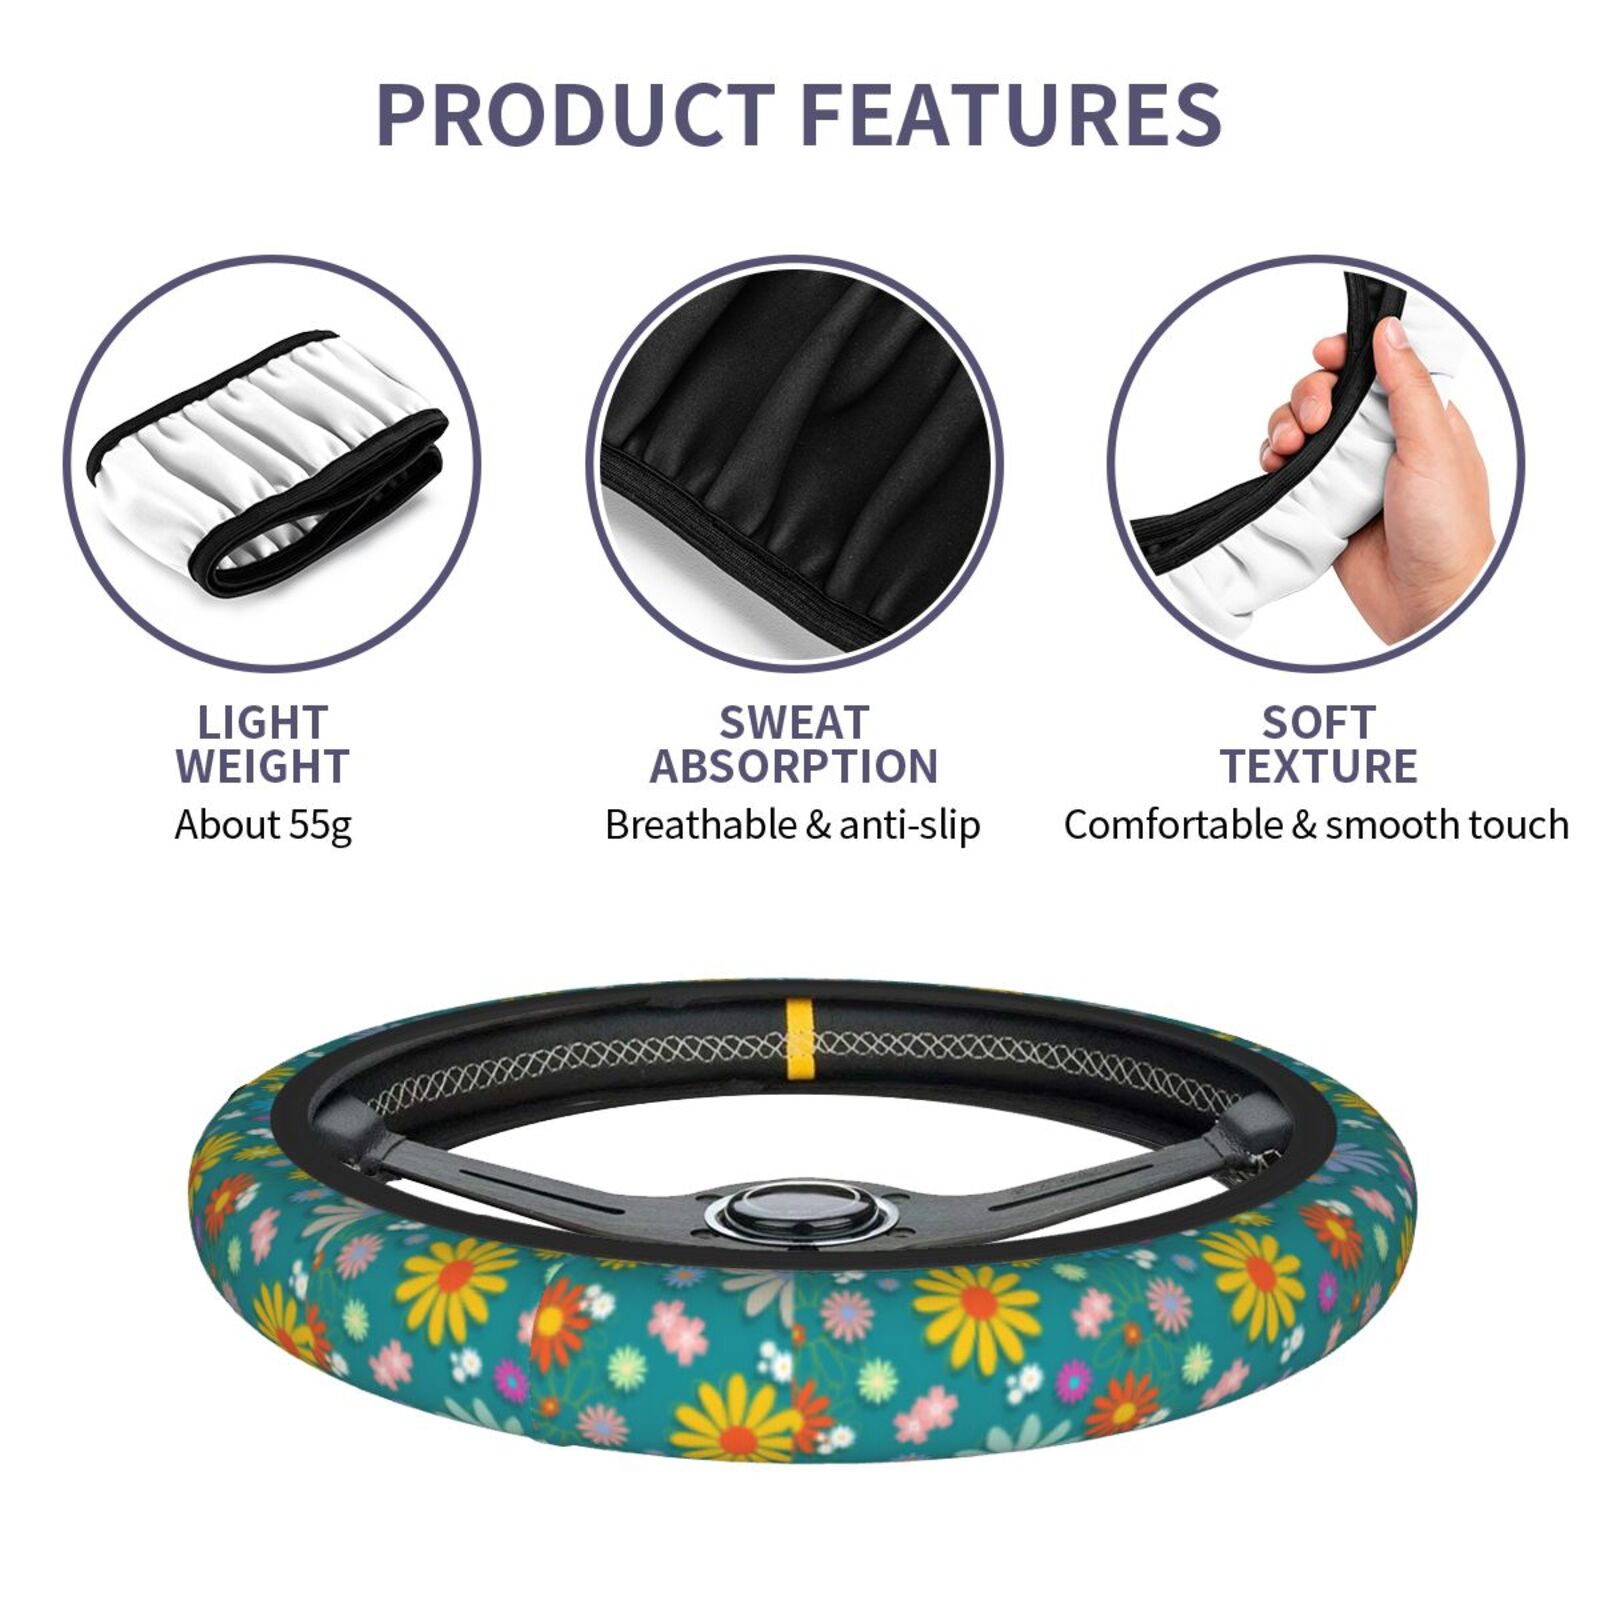 PRODUCT FEATURES
LIGHT
WEIGHT
About 55g
SWEAT
ABSORPTION
Breathable & anti-slip
SOFT
TEXTURE
Comfortable & smooth touch